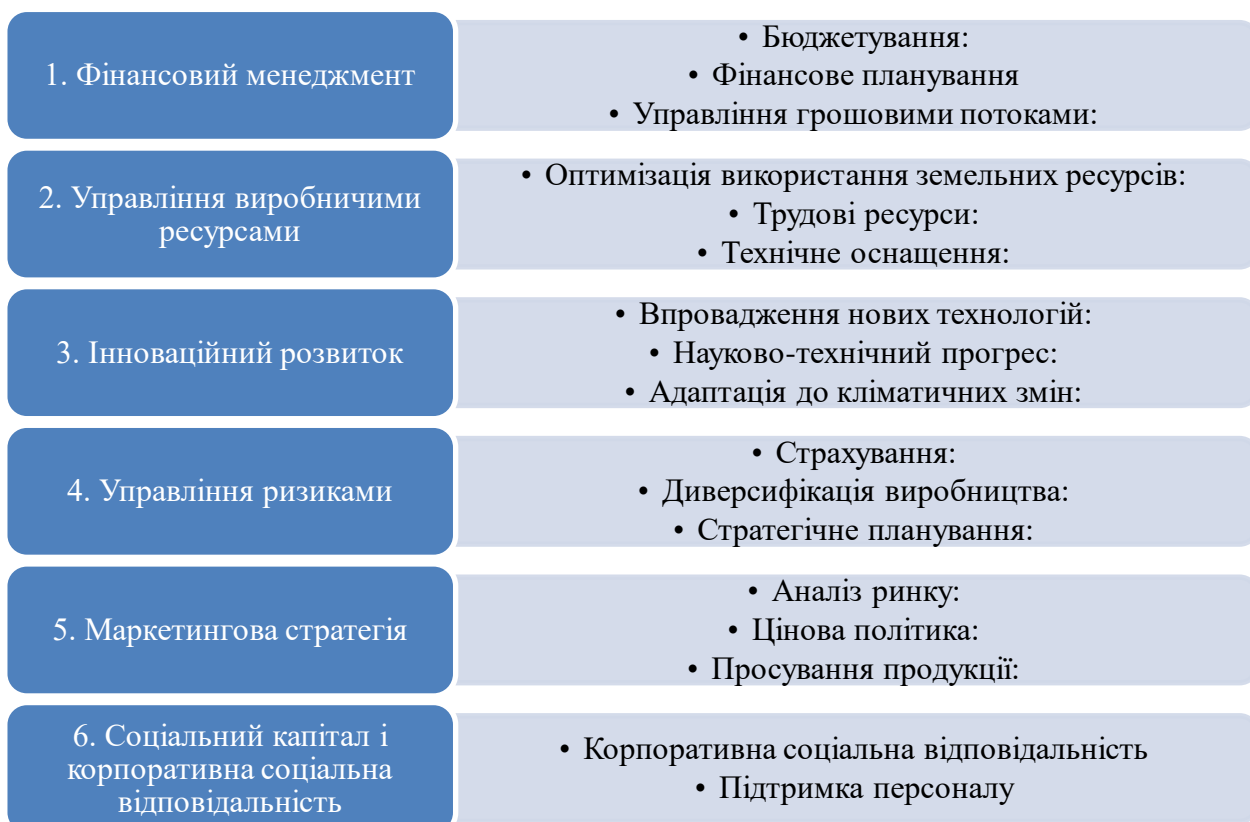 1. Фінансовий менеджмент
• Бюджетування:
• Фінансове планування
• Управління грошовими потоками:
2. Управління виробничими
ресурсами
• Оптимізація використання земельних ресурсів:
• Трудові ресурси:
• Технічне оснащення:
3. Інноваційний розвиток
• Впровадження нових технологій:
• Науково-технічний прогрес:
• Адаптація до кліматичних змін:
4. Управління ризиками
• Страхування:
• Диверсифікація виробництва:
• Стратегічне планування:
5. Маркетингова стратегія
• Аналіз ринку:
• Цінова політика:
• Просування продукції:
6. Соціальний капітал і
корпоративна соціальна
відповідальність
• Корпоративна соціальна відповідальність
• Підтримка персоналу